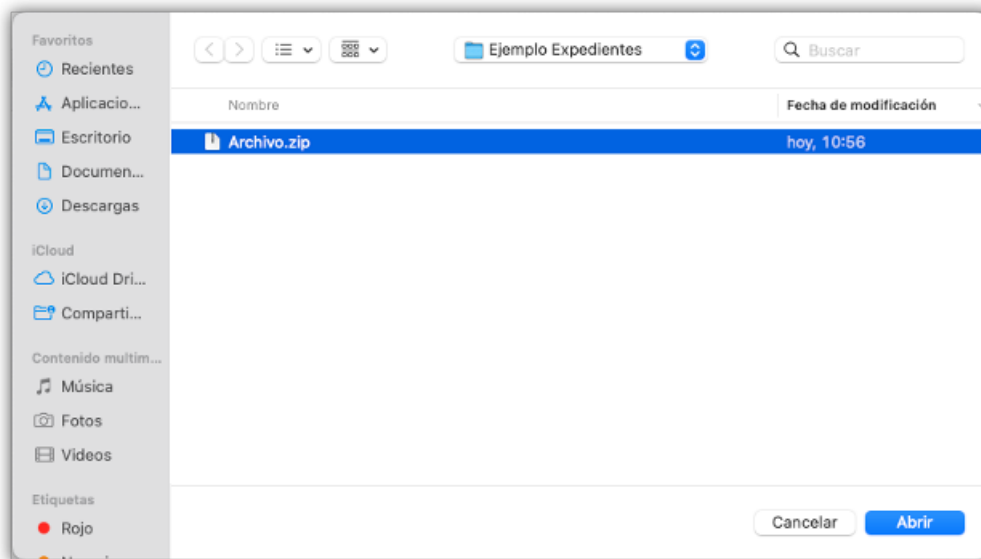 Favoritos
Recientes
Aplicacio...
Escritorio
Documen...
Descargas
iCloud
iCloud Dri...
Comparti...
Contenido multim...
Música
Fotos
Videos
Etiquetas
Rojo
Ejemplo Expedientes
Buscar
Nombre
Fecha de modificación
Archivo.zip
hoy, 10:56
Cancelar
Abrir